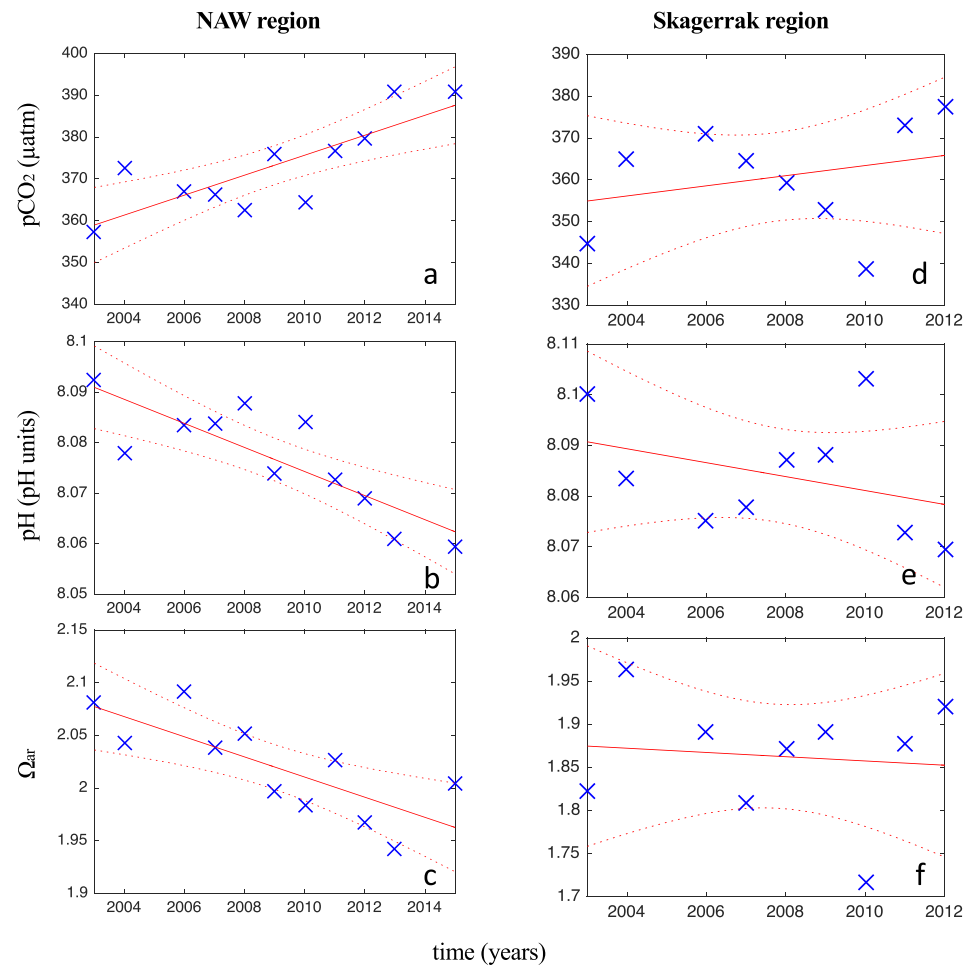 NAW region
Skagerrak region
400
390
380
370
360
350
340
pCO2 (µatm)
a
2004 2006 2008 2010 2012 2014
390
380
370
360
350
340
330
d
2004 2006 2008 2010 2012
8.1
8.09
8.08
8.07
8.06
8.05
pH (pH units)
b
2004 2006 2008 2010 2012 2014
8.11
8.1
8.09
8.08
8.07
8.06
e
2004 2006 2008 2010 2012
2.15
2.1
2.05
2
1.95
1.9
Ωar
c
2004 2006 2008 2010 2012 2014
2
1.95
1.9
1.85
1.8
1.75
1.7
f
2004 2006 2008 2010 2012
time (years)